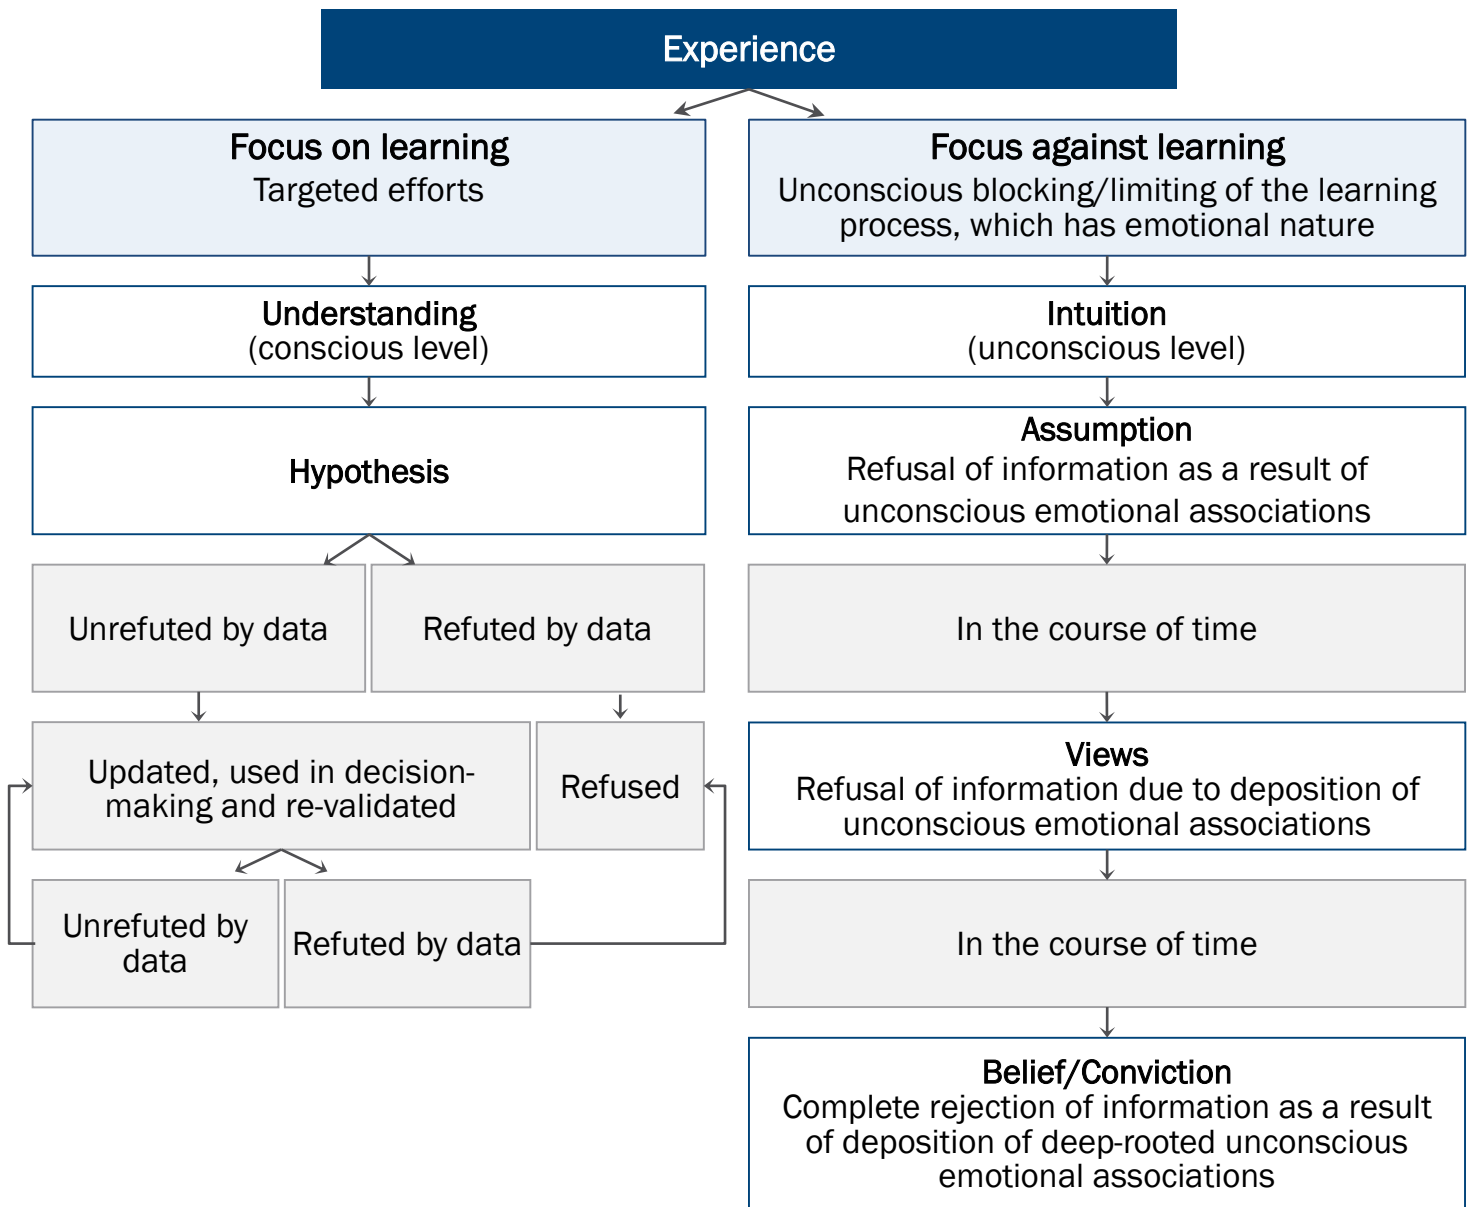 Experience
Focus on learning
Targeted efforts
Focus against learning
Unconscious blocking/limiting of the learning
process, which has emotional nature
Understanding
(conscious level)
Intuition
(unconscious level)
Hypothesis
Assumption
Refusal of information as a result of
unconscious emotional associations
Unrefuted by data
Refuted by data
In the course of time
Updated, used in decision-
making and re-validated
Refused
Views
Refusal of information due to deposition of
unconscious emotional associations
Unrefuted by
data
Refuted by data
In the course of time
Belief/Conviction
Complete rejection of information as a result
of deposition of deep-rooted unconscious
emotional associations